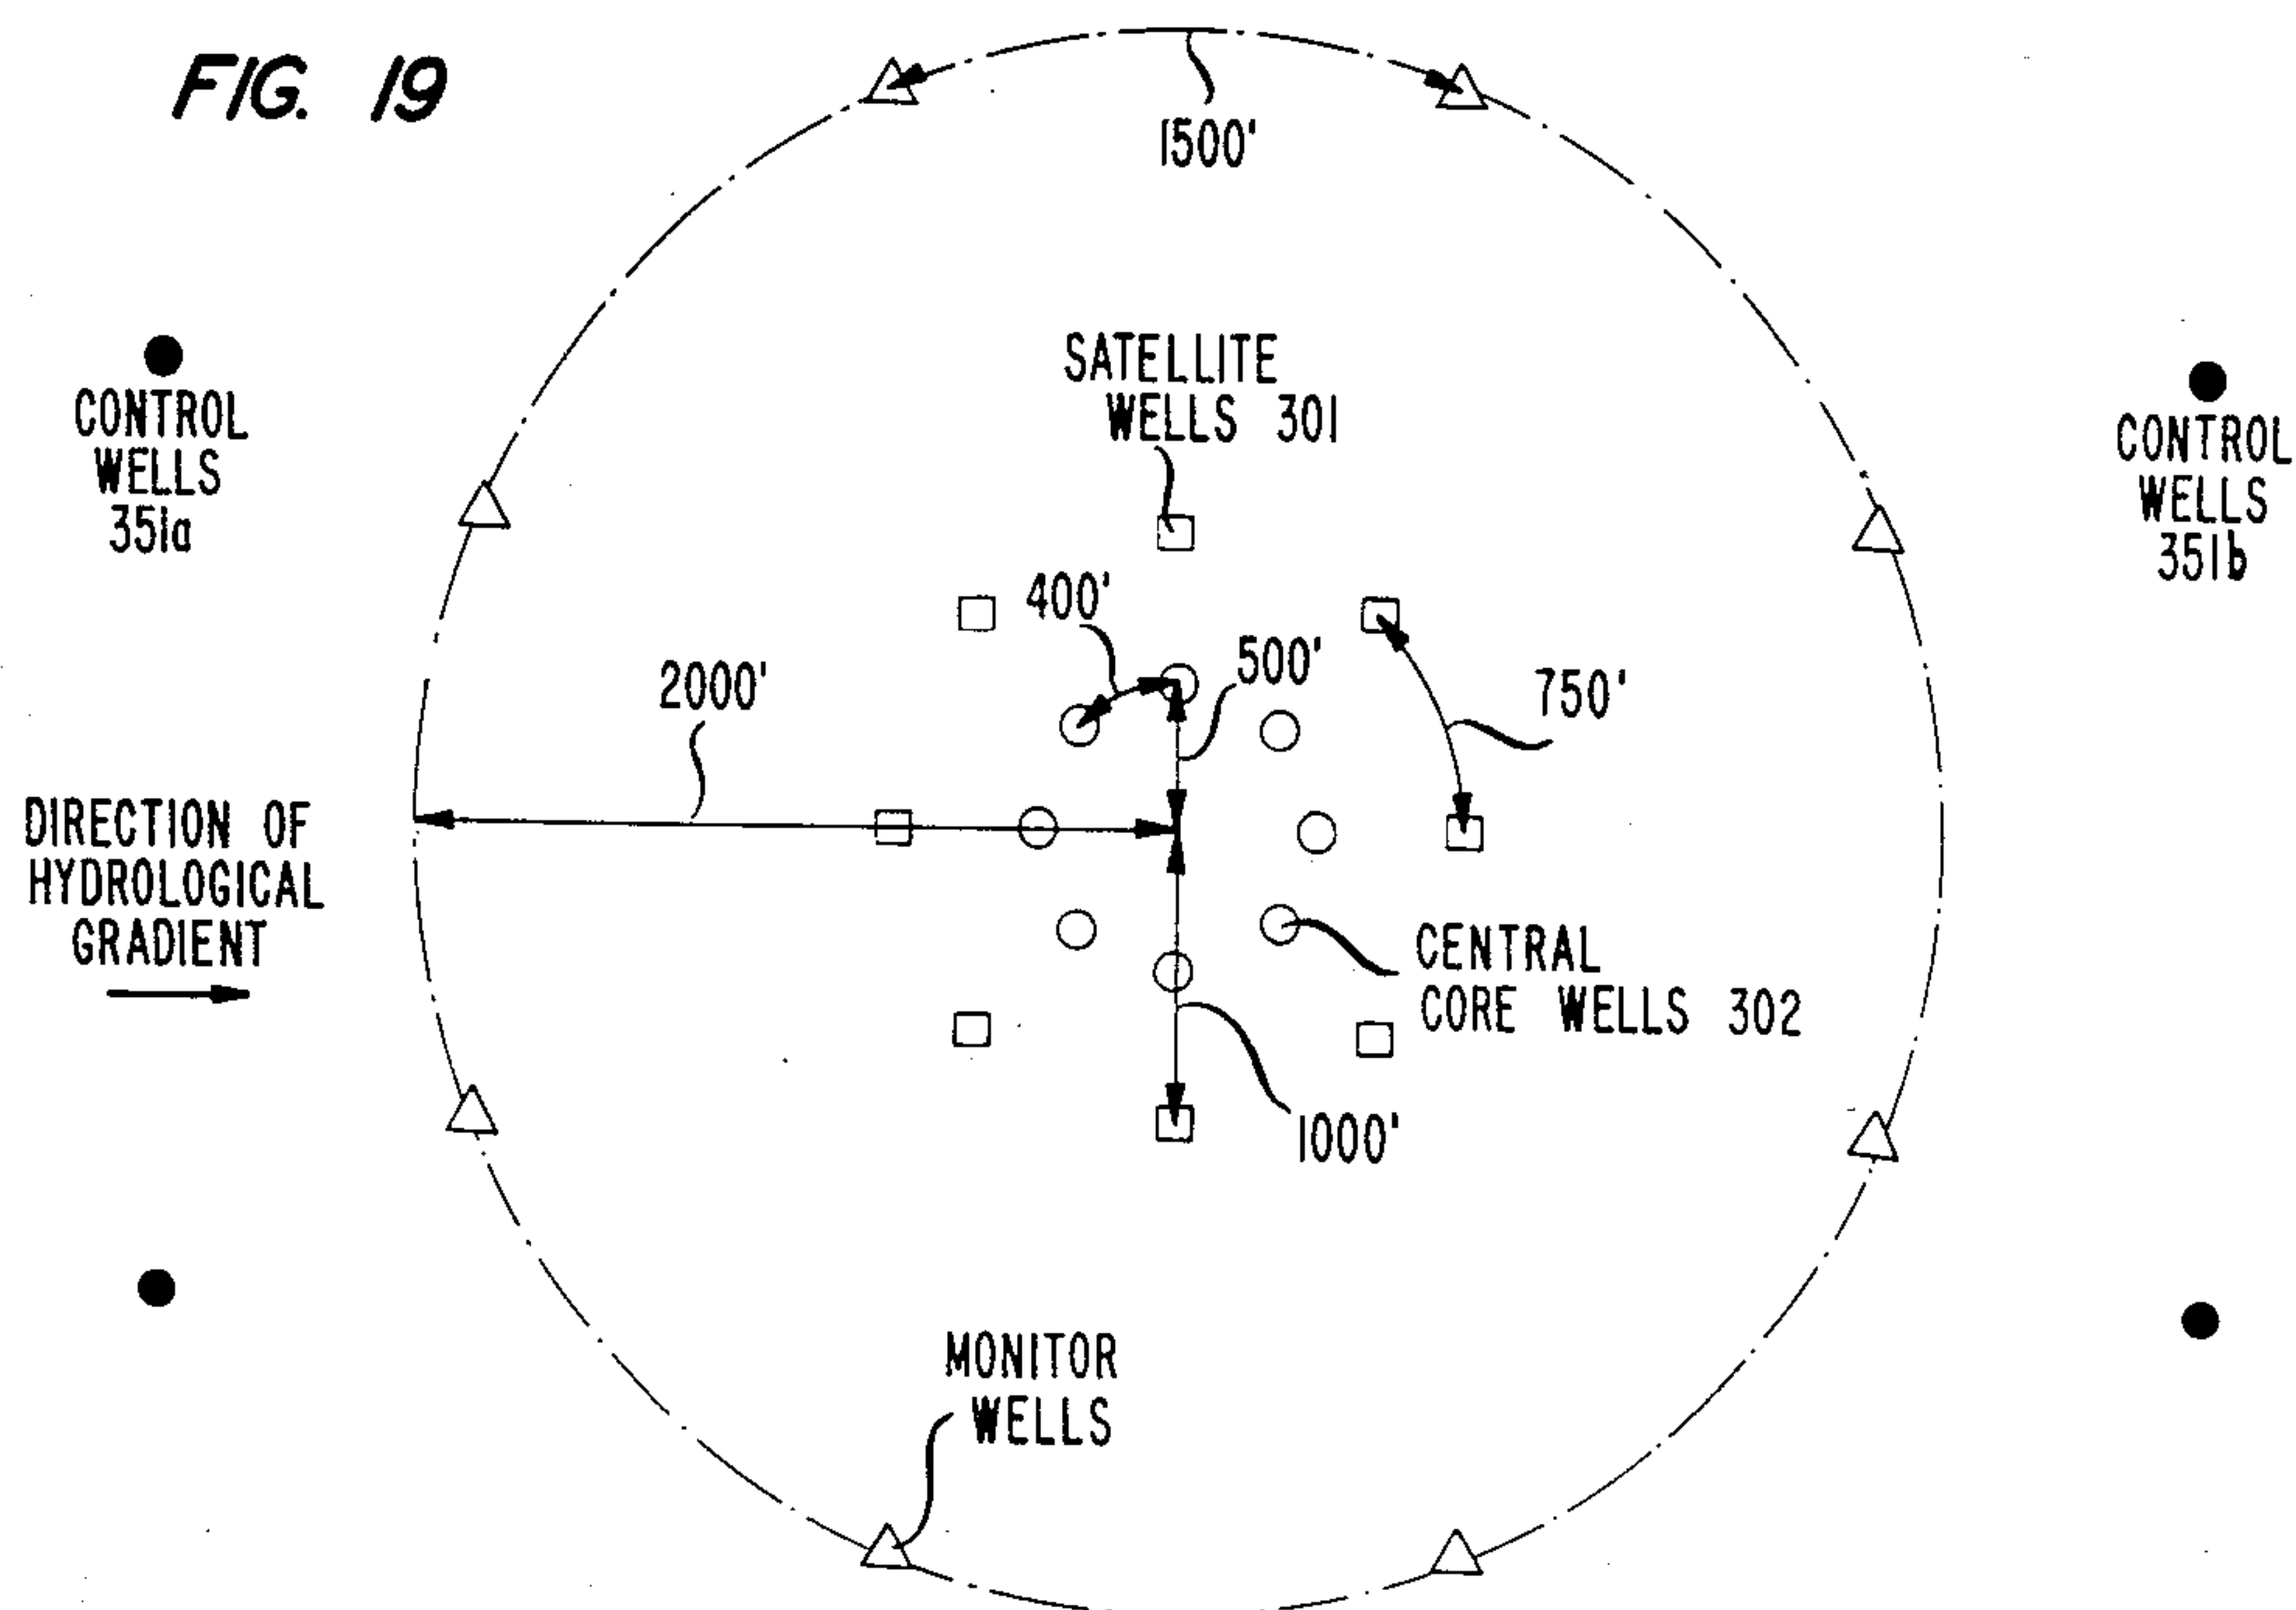 FIG. 19
1500'
SATELLITE
WELLS 301
CONTROL
WELLS
351a
CONTROL
WELLS
351b
400'
500'
2000'
750'
DIRECTION OF
HYDROLOGICAL
GRADIENT
CENTRAL
CORE WELLS 302
1000'
MONITOR
WELLS